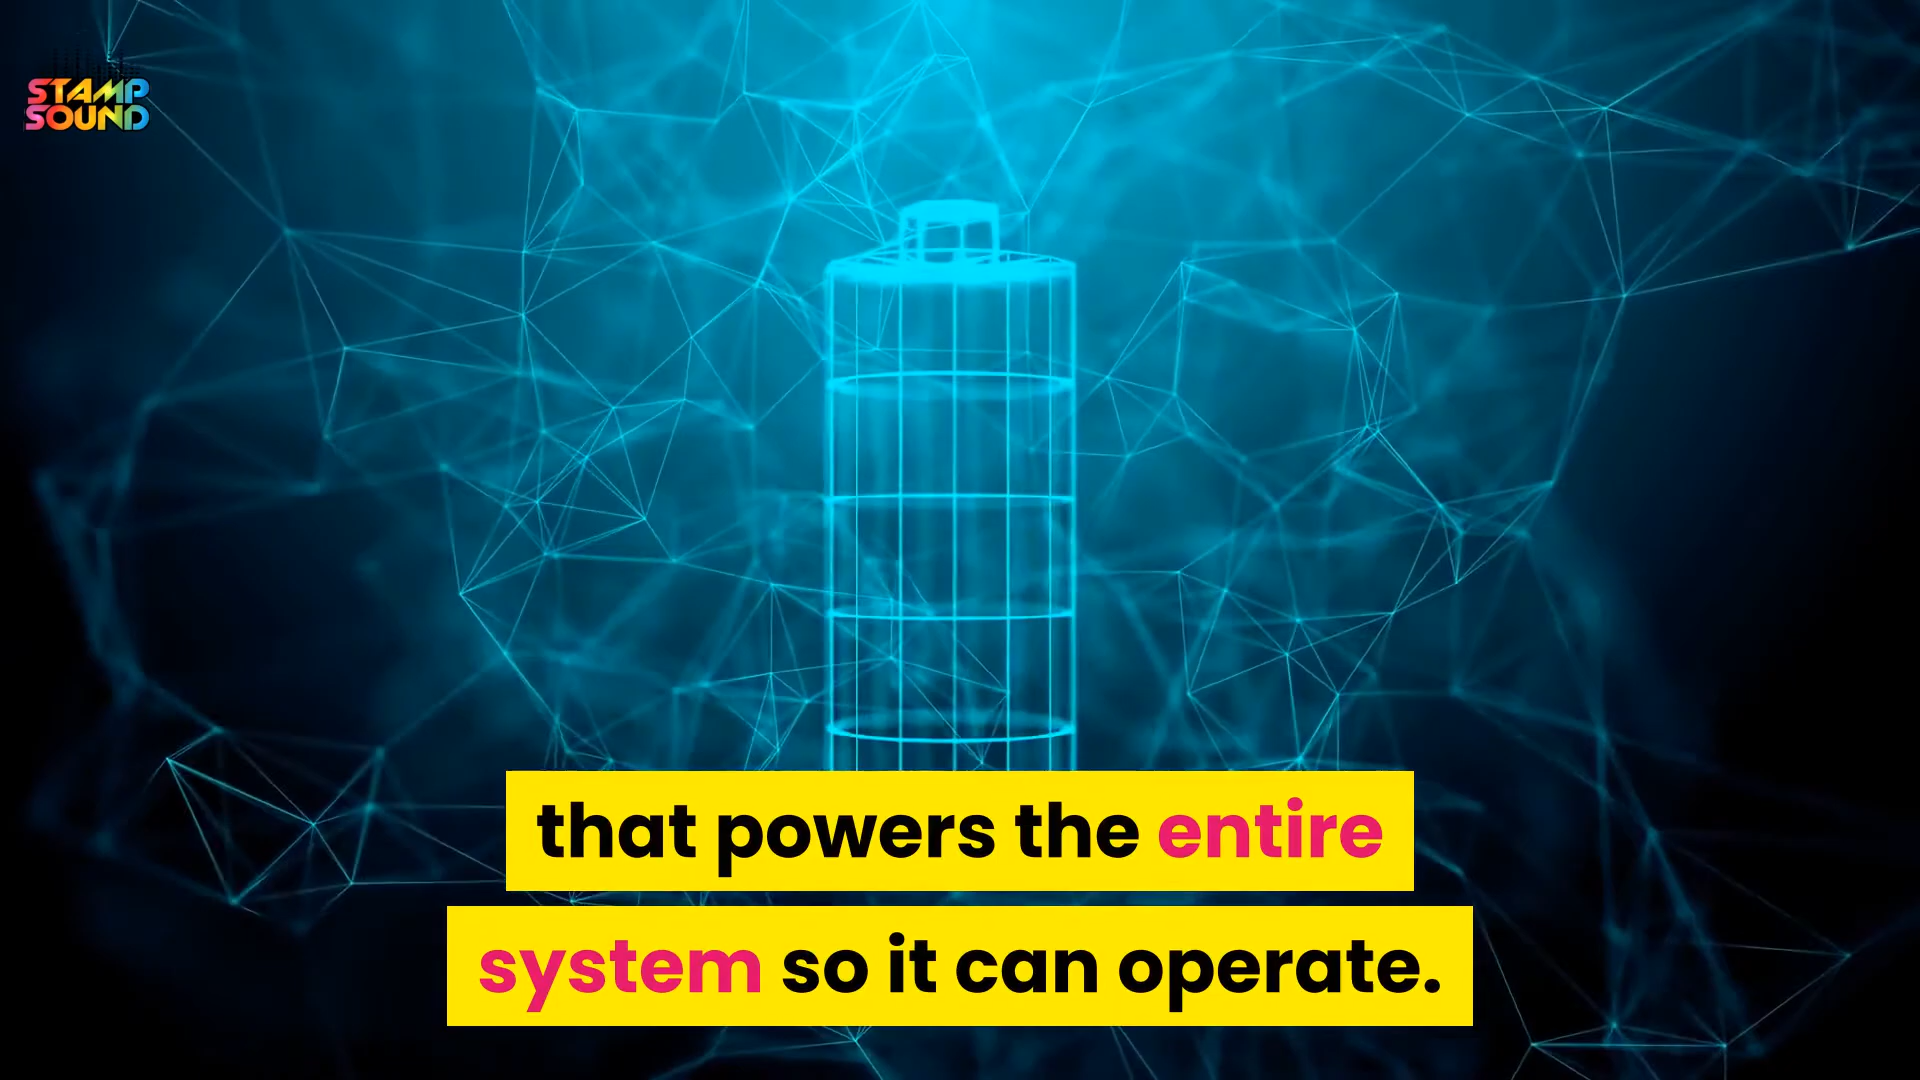 STAMP
SOUND
that powers the entire
system so it can operate.